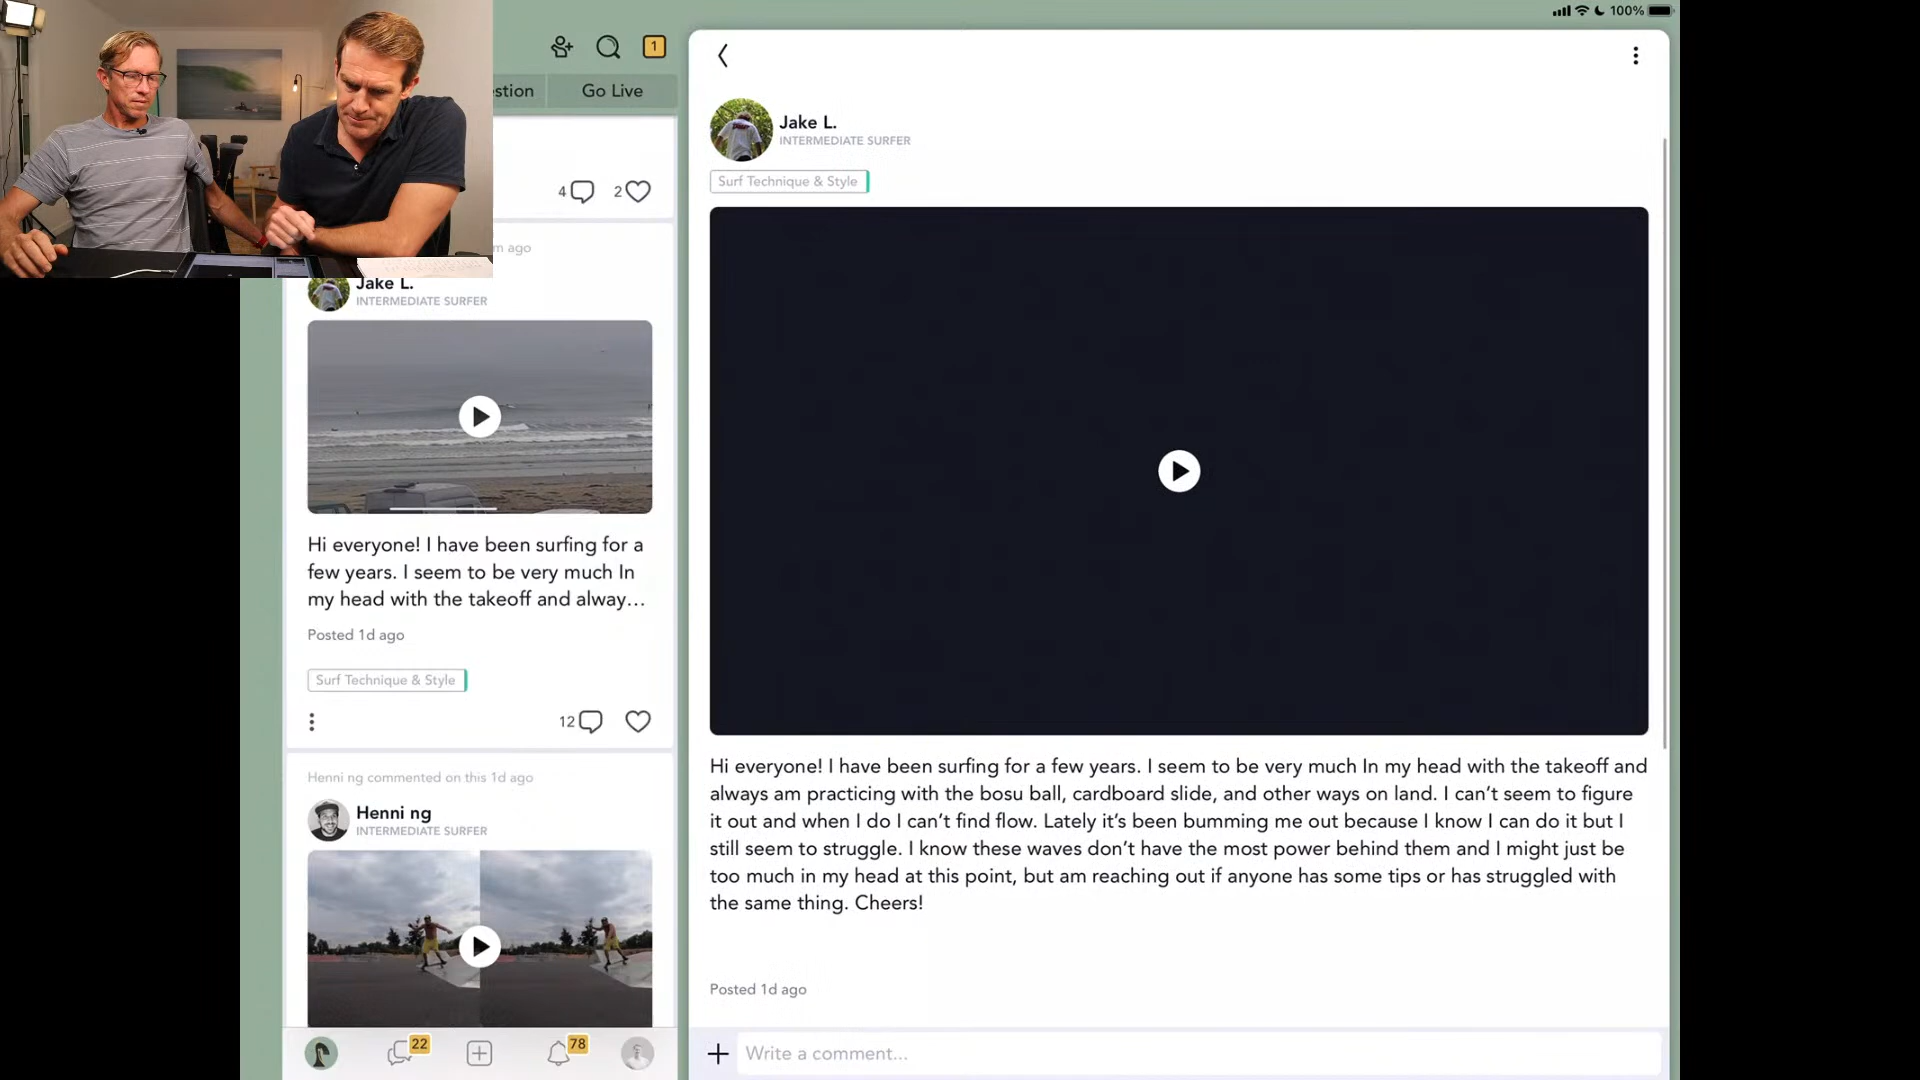 100%
1
stion
Go Live
4
2
m ago
Jake L.
INTERMEDIATE SURFER
Hi everyone! I have been surfing for a
few years. I seem to be very much In
my head with the takeoff and alway...
Posted 1d ago
Surf Technique & Style
12
Henni ng commented on this 1d ago
Henni ng
INTERMEDIATE SURFER
22
78
Jake L.
INTERMEDIATE SURFER
Surf Technique & Style
Hi everyone! I have been surfing for a few years. I seem to be very much In my head with the takeoff and
always am practicing with the bosu ball, cardboard slide, and other ways on land. I can't seem to figure
it out and when I do I can't find flow. Lately it's been bumming me out because I know I can do it but I
still seem to struggle. I know these waves don't have the most power behind them and I might just be
too much in my head at this point, but am reaching out if anyone has some tips or has struggled with
the same thing. Cheers!
Posted 1d ago
Write a comment...